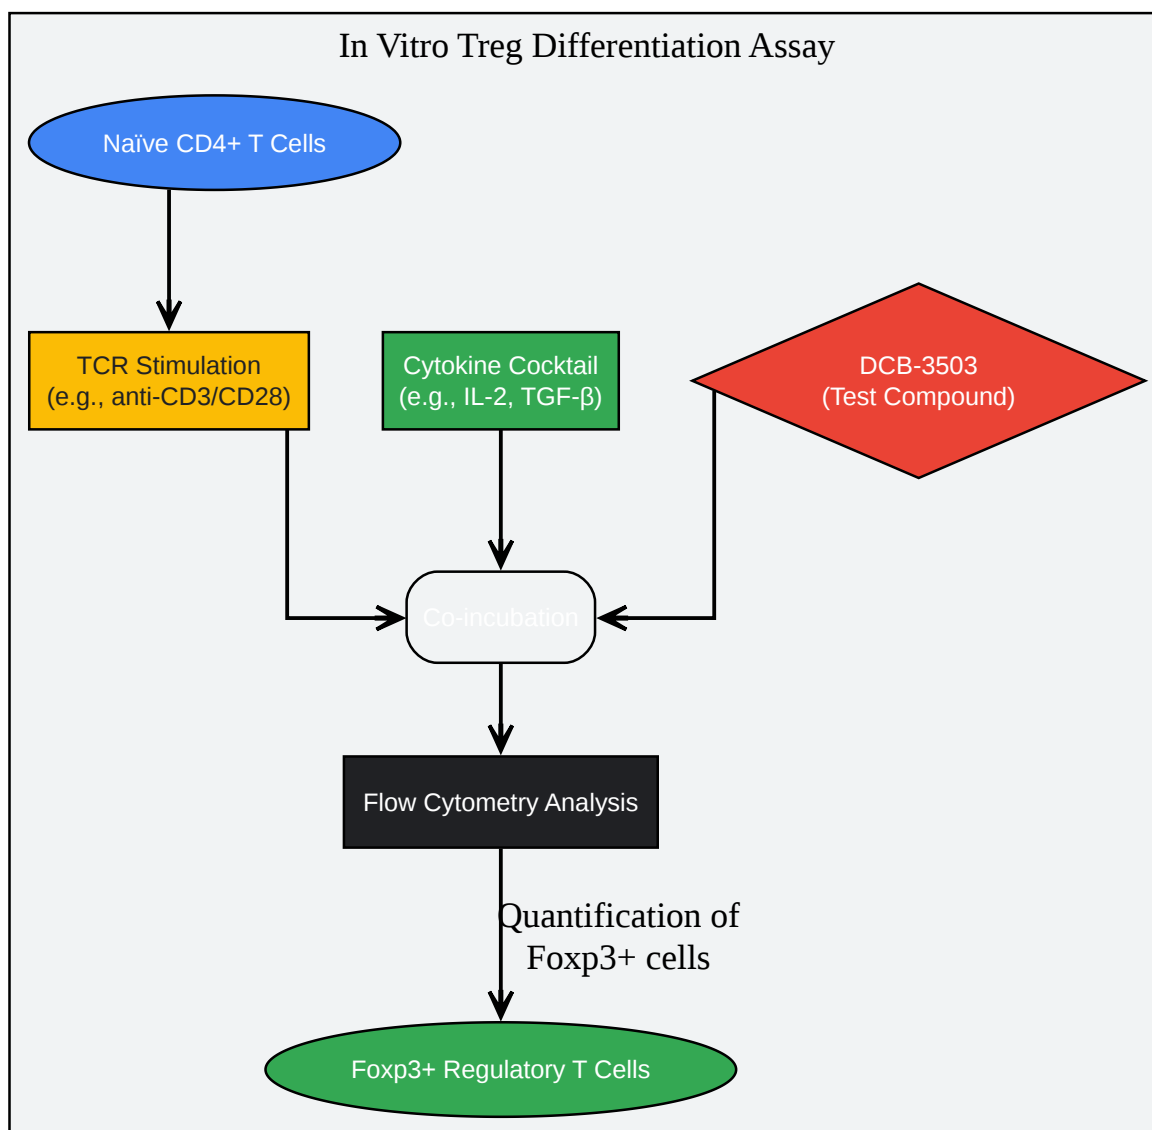 In Vitro Treg Differentiation Assay
Naïve CD4+ T Cells
TCR Stimulation
(e.g., anti-CD3/CD28)
Cytokine Cocktail
(e.g., IL-2, TGF-β)
DCB-3503
(Test Compound)
Co-incubation
Flow Cytometry Analysis
Quantification of
Foxp3+ cells
Foxp3+ Regulatory T Cells